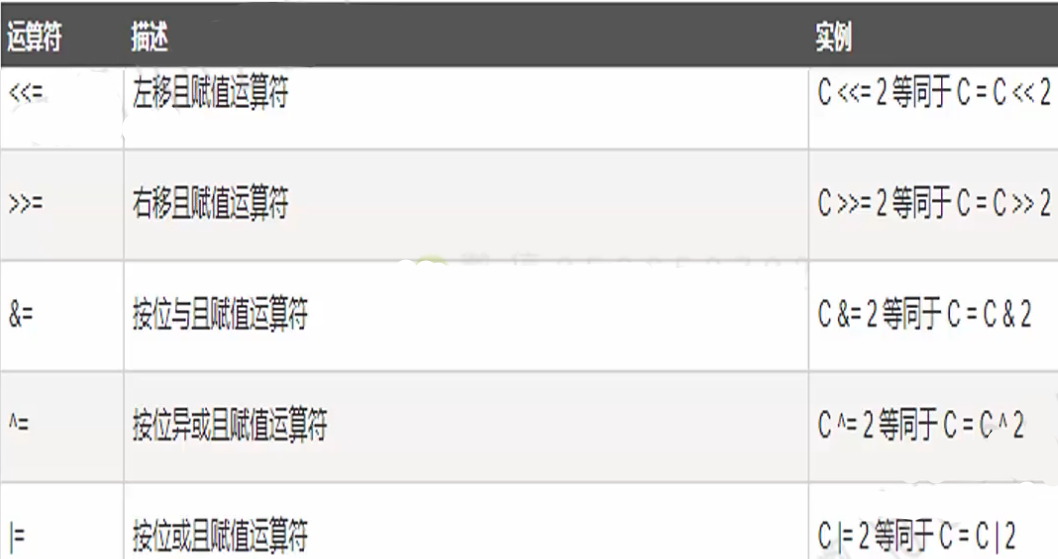 运算符 描述 实例
<<= 左移且赋值运算符 C <<= 2 等同于 C = C << 2
>>= 右移且赋值运算符 C >>= 2 等同于 C = C >> 2
&= 按位与且赋值运算符 C &= 2 等同于 C = C & 2
^= 按位异或且赋值运算符 C ^= 2 等同于 C = C ^ 2
|= 按位或且赋值运算符 C |= 2 等同于 C = C | 2